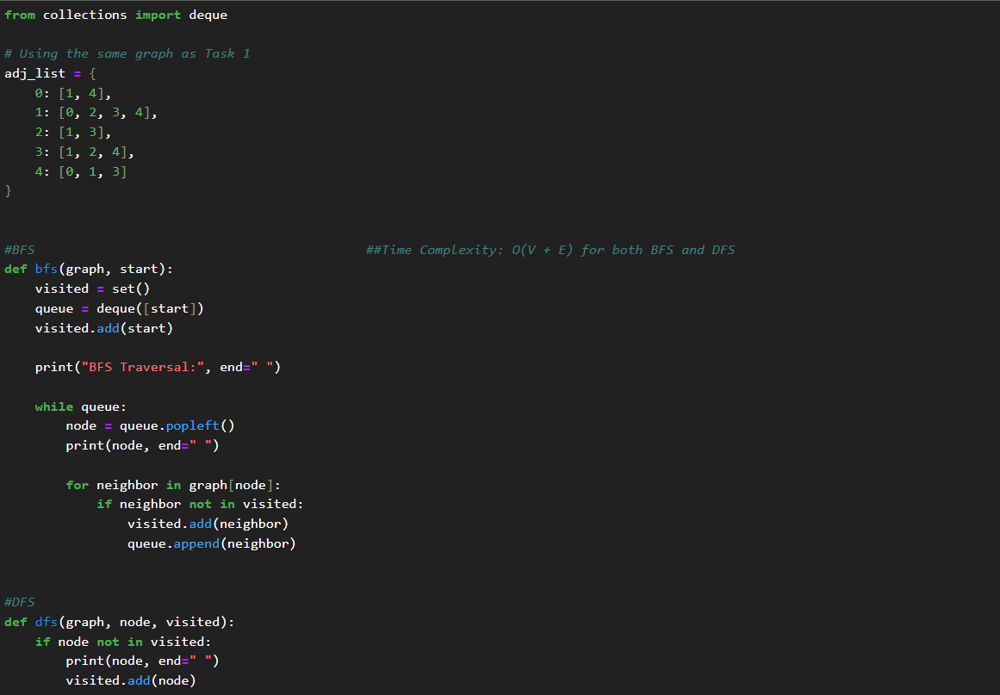 from collections import deque

# Using the same graph as Task 1
adj_list = {
    0: [1, 4],
    1: [0, 2, 3, 4],
    2: [1, 3],
    3: [1, 2, 4],
    4: [0, 1, 3]
}


#BFS                                           ##Time Complexity: O(V + E) for both BFS and DFS
def bfs(graph, start):
    visited = set()
    queue = deque([start])
    visited.add(start)

    print("BFS Traversal:", end=" ")

    while queue:
        node = queue.popleft()
        print(node, end=" ")

        for neighbor in graph[node]:
            if neighbor not in visited:
                visited.add(neighbor)
                queue.append(neighbor)


#DFS
def dfs(graph, node, visited):
    if node not in visited:
        print(node, end=" ")
        visited.add(node)